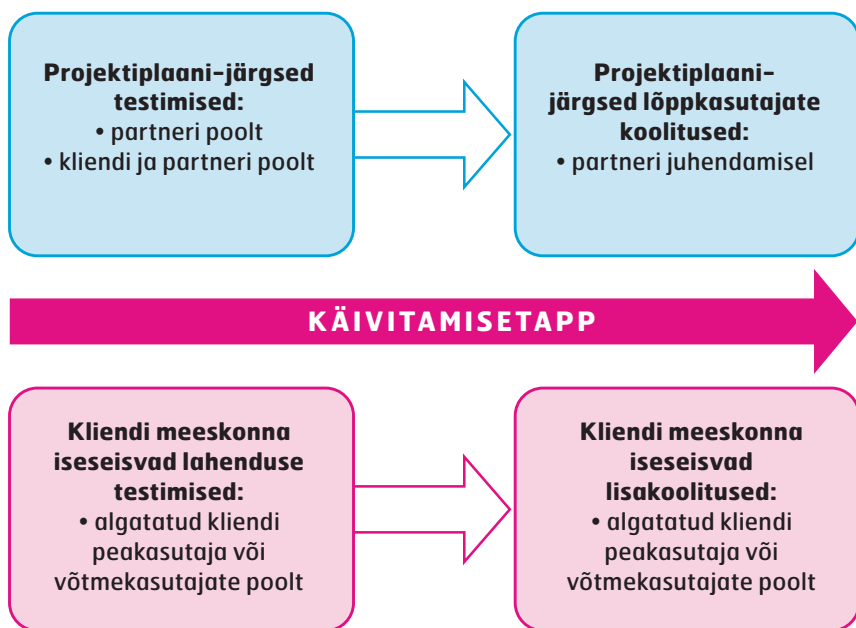 Projektiplaani-järgsed
testimised:
• partneri poolt
• kliendi ja partneri poolt
Projektiplaani-
järgsed lõppkasutajate
koolitused:
• partneri juhendamisel
KÄIVITAMISETAPP
Kliendi meeskonna
iseseisvad lahenduse
testimised:
• algatatud kliendi
peakasutaja või
võtmekasutajate poolt
Kliendi meeskonna
iseseisvad
lisakoolitused:
• algatatud kliendi
peakasutaja või
võtmekasutajate poolt